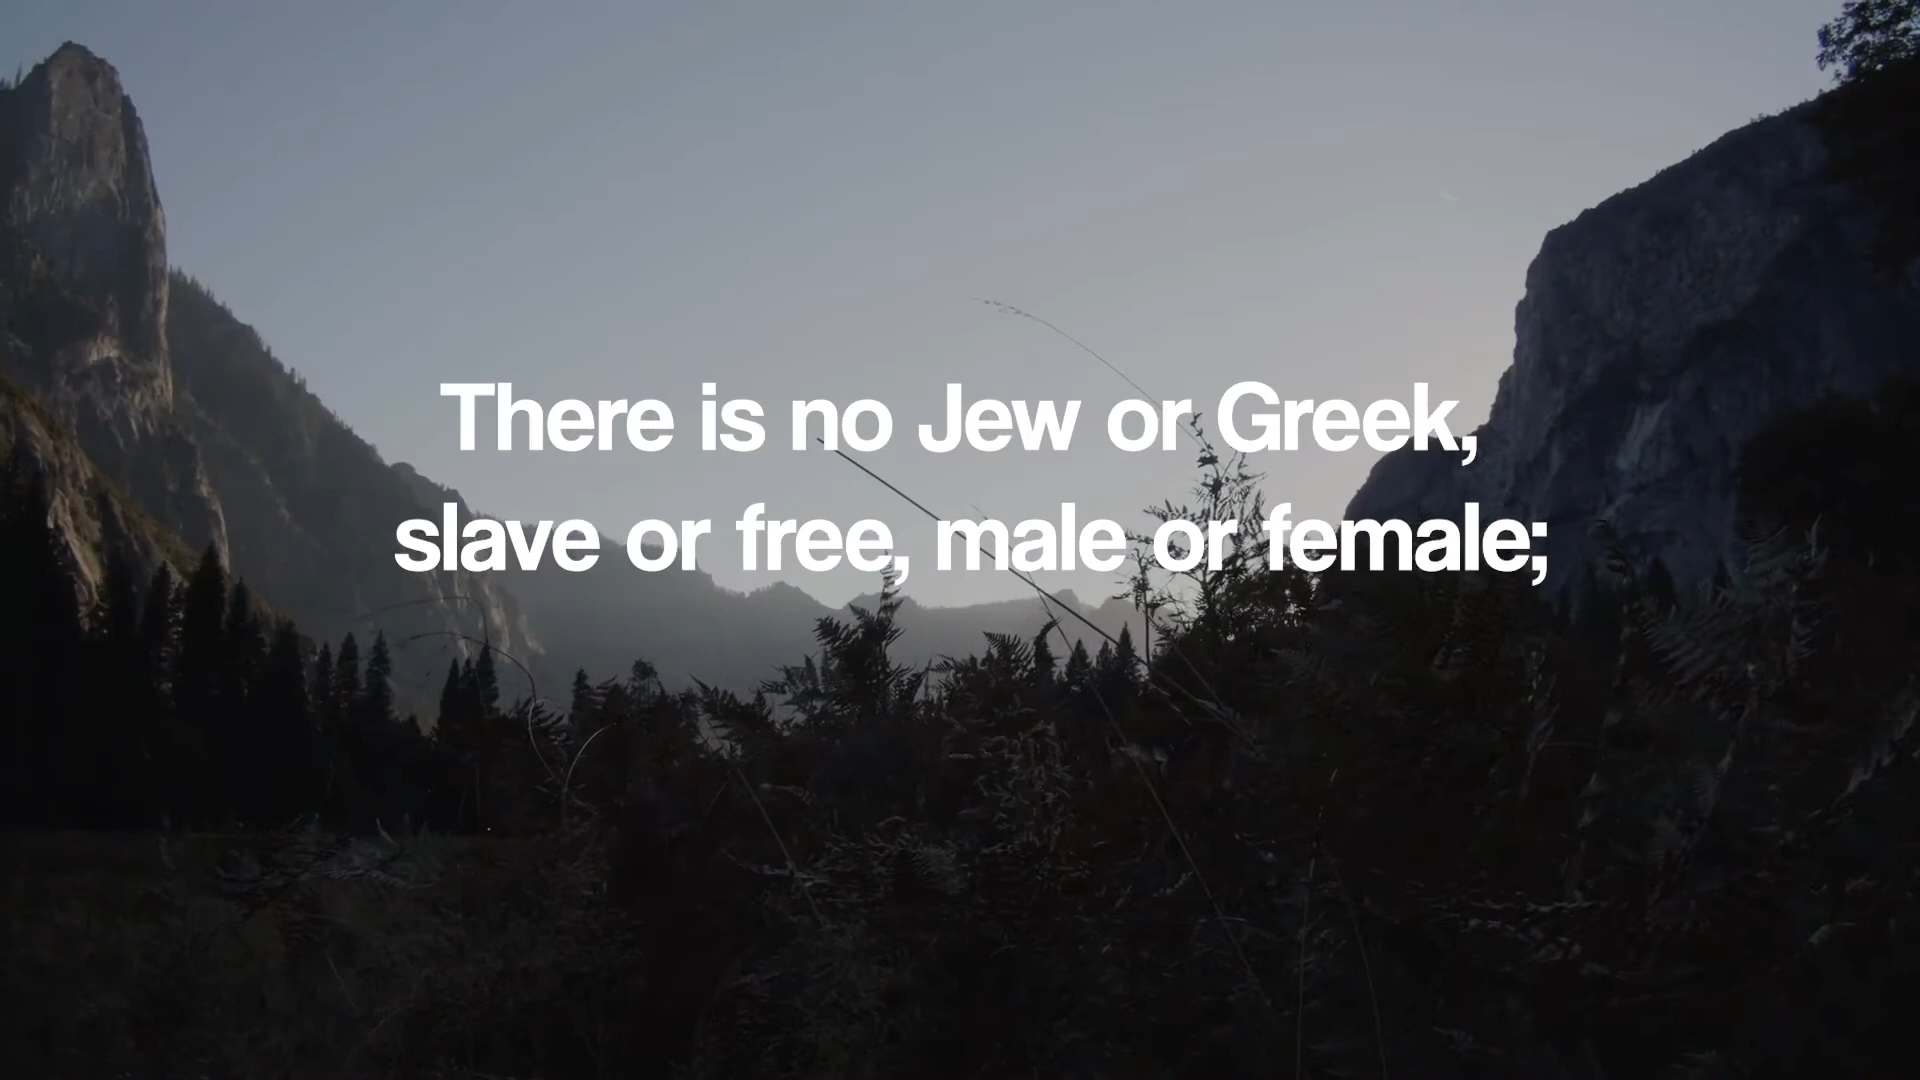 There is no Jew or Greek,
slave or free, male or female;